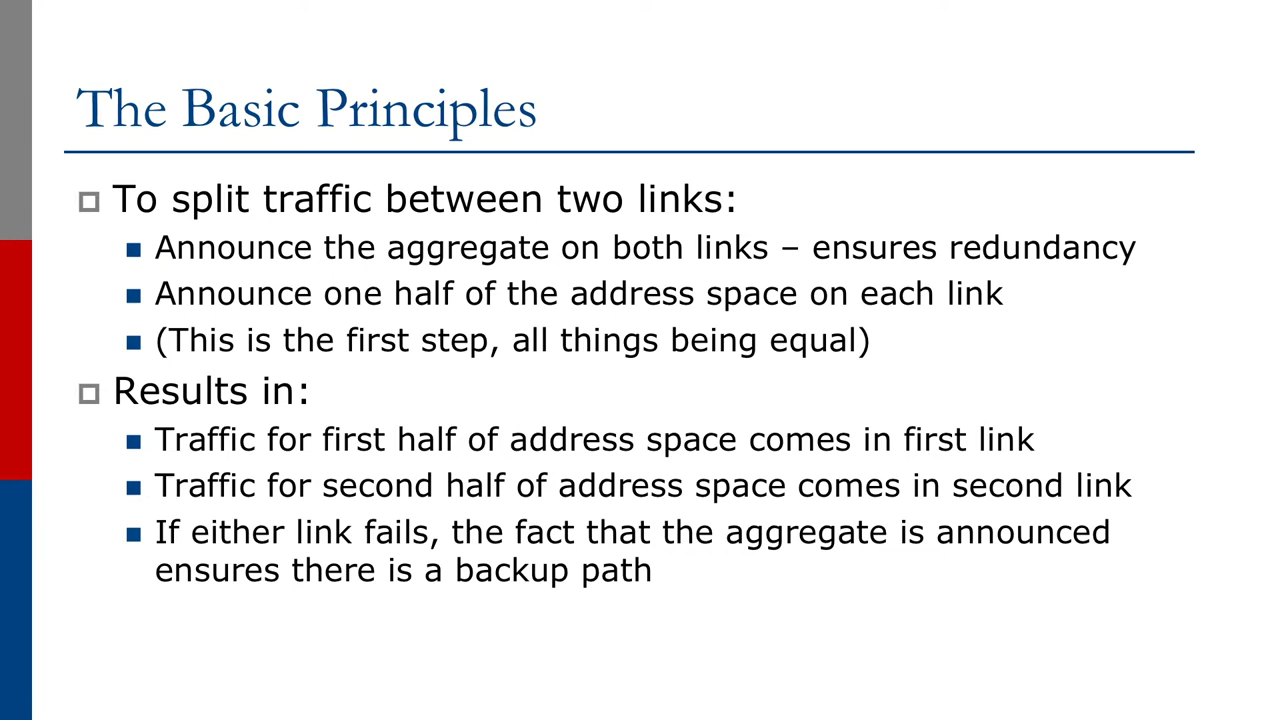 The Basic Principles
To split traffic between two links:
Announce the aggregate on both links – ensures redundancy
Announce one half of the address space on each link
(This is the first step, all things being equal)
Results in:
Traffic for first half of address space comes in first link
Traffic for second half of address space comes in second link
If either link fails, the fact that the aggregate is announced
ensures there is a backup path